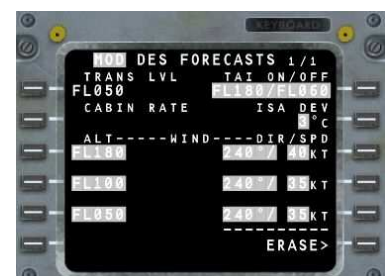 KEYBOARD
MOD DES FORECASTS 1/1
TRANS LVL TAI ON/OFF
FL050 FL180/FL060
CABIN RATE ISA DEV
3°C
ALT-----WIND----DIR/SPD
FL180 240°/ 40KT
FL100 240°/ 35KT
FL050 240°/ 35KT
--------
ERASE>